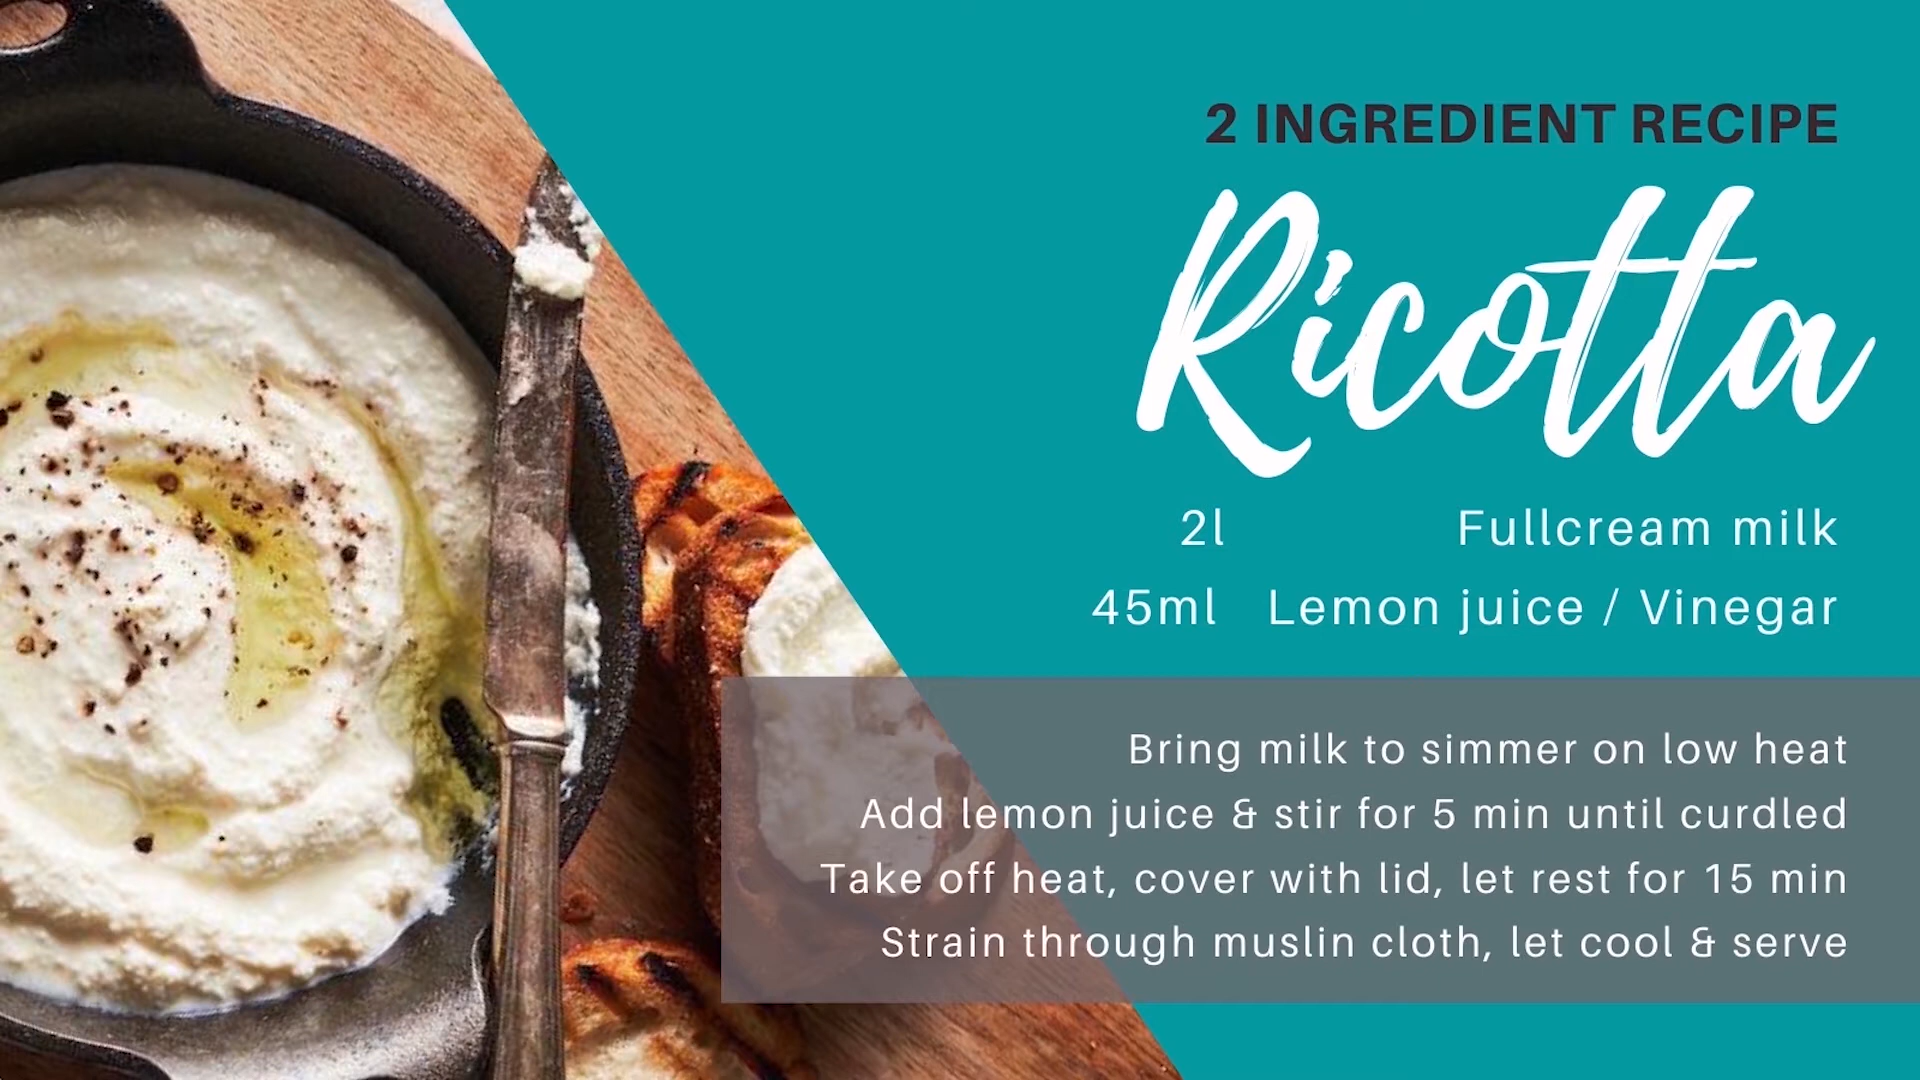 2 INGREDIENT RECIPE
Ricotta
2l Fullcream milk
45ml Lemon juice / Vinegar
Bring milk to simmer on low heat
Add lemon juice & stir for 5 min until curdled
Take off heat, cover with lid, let rest for 15 min
Strain through muslin cloth, let cool & serve